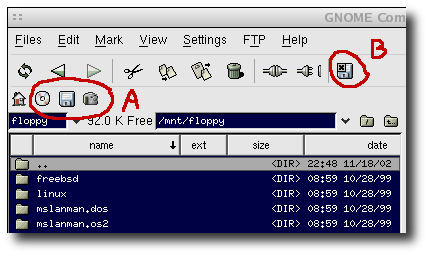 GNOME Com
Files Edit Mark View Settings FTP Help
B
A
floppy 92.0 K Free /mnt/floppy
name ext size date
.. <DIR> 22:48 11/18/02
freebsd <DIR> 08:59 10/28/99
linux <DIR> 08:59 10/28/99
mslanman.dos <DIR> 08:59 10/28/99
mslanman.os2 <DIR> 08:59 10/28/99